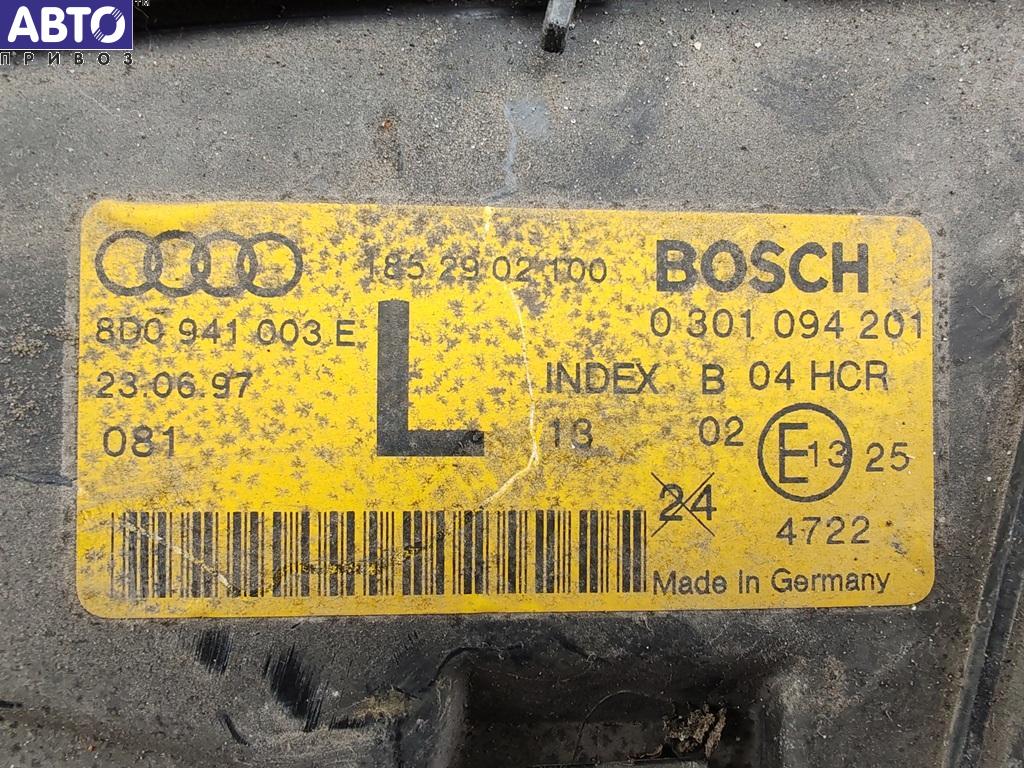 АВТО™
ПРИВОЗ
185 29 02 100 BOSCH
8D0 941 003 E 0 301 094 201
L
23.06.97 INDEX B 04 HCR
081 13 02 E13 25
24
4722
Made in Germany